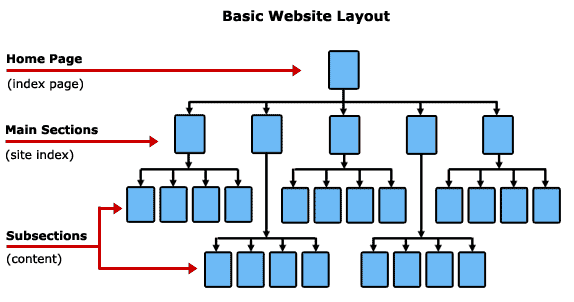 Basic Website Layout
Home Page
(index page)
Main Sections
(site index)
Subsections
(content)